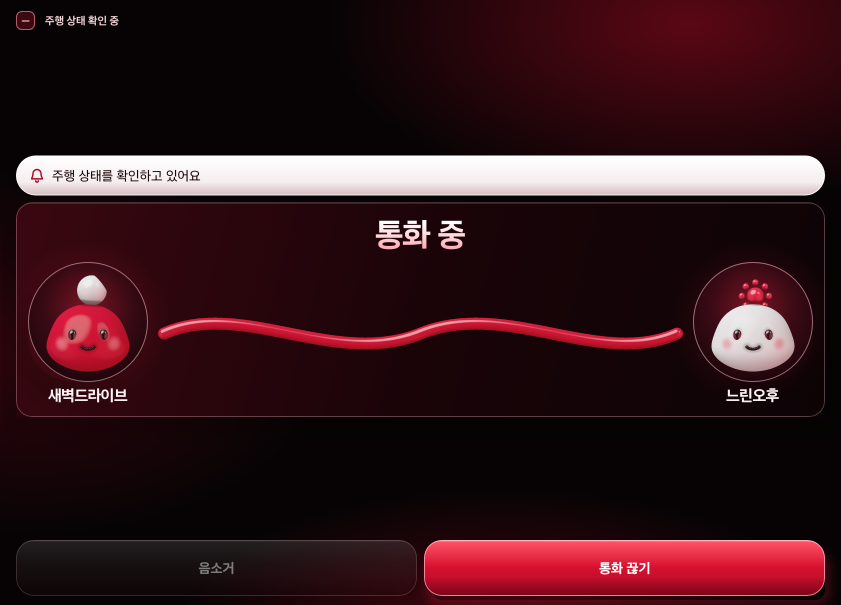 주행 상태 확인 중
주행 상태를 확인하고 있어요
통화 중
새벽드라이브
느린오후
음소거
통화 끊기